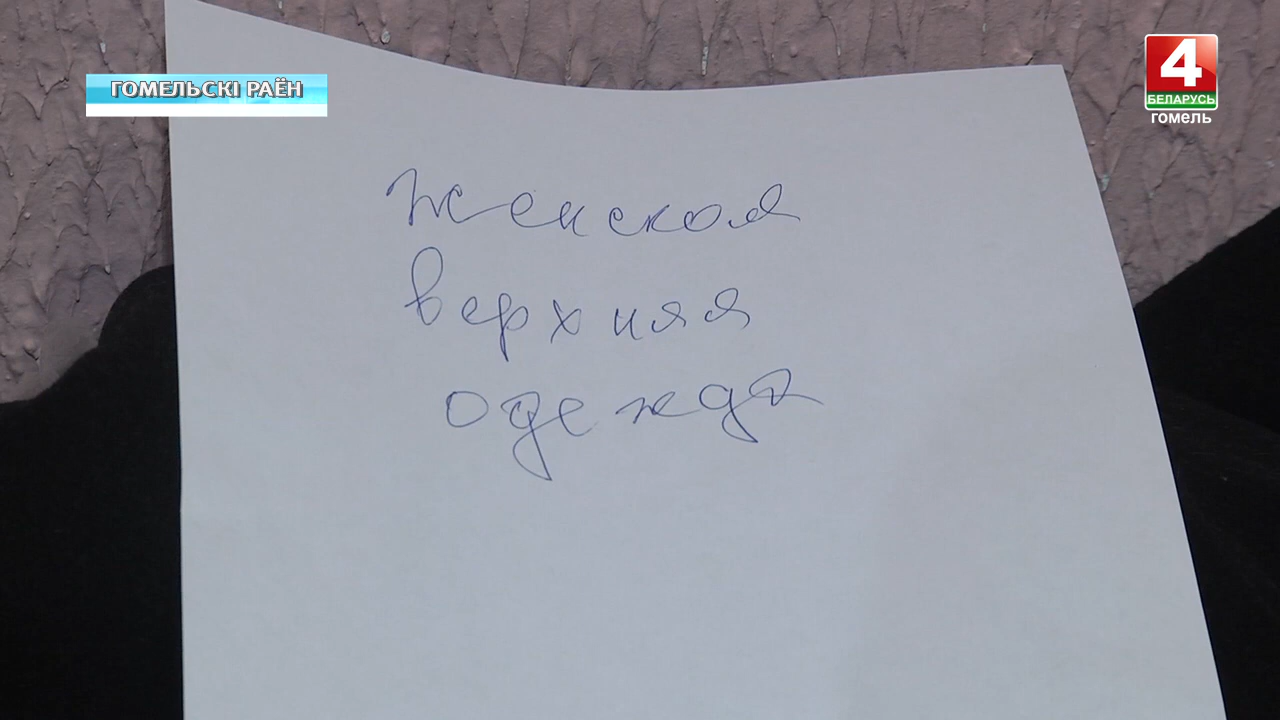 ГОМЕЛЬСКІ РАЁН
4
БЕЛАРУСЬ
гомель
женская
верхняя
одежда